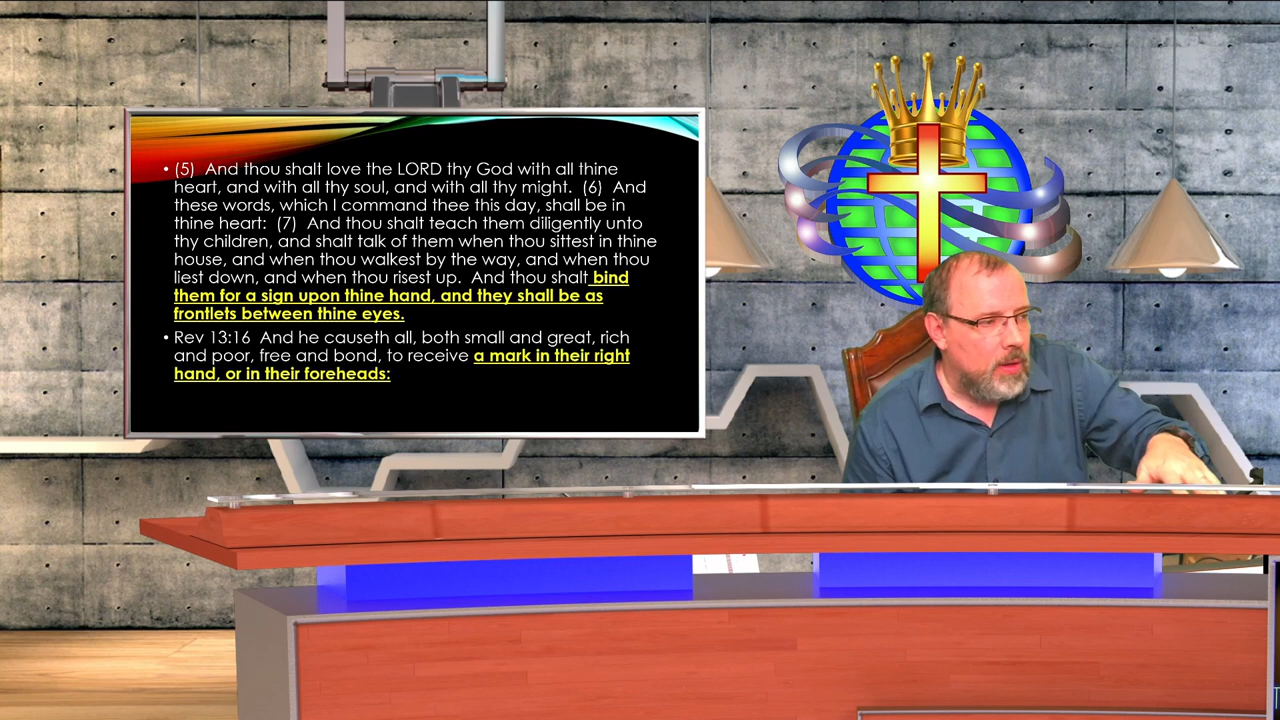 • (5)  And thou shalt love the LORD thy God with all thine
heart, and with all thy soul, and with all thy might.  (6)  And
these words, which I command thee this day, shall be in
thine heart:  (7)  And thou shalt teach them diligently unto
thy children, and shalt talk of them when thou sittest in thine
house, and when thou walkest by the way, and when thou
liest down, and when thou risest up.  And thou shalt bind
them for a sign upon thine hand, and they shall be as
frontlets between thine eyes.
• Rev 13:16  And he causeth all, both small and great, rich
and poor, free and bond, to receive a mark in their right
hand, or in their foreheads: